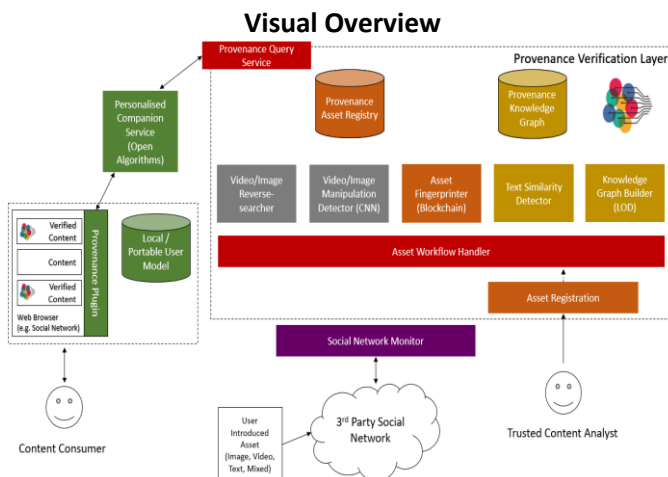 Visual Overview
Provenance Query
Service
Provenance Verification Layer
Personalised
Companion
Service
(Open
Algorithms)
Provenance
Asset Registry
Provenance
Knowledge
Graph
Video/Image
Reverse-
searcher
Video/Image
Manipulation
Detector (CNN)
Asset
Fingerprinter
(Blockchain)
Text Similarity
Detector
Knowledge
Graph Builder
(LOD)
Verified
Content
Content
Verified
Content
Web Browser
(e.g. Social Network)
Provenance Plugin
Local /
Portable User
Model
Asset Workflow Handler
Asset Registration
Social Network Monitor
Content Consumer
User
Introduced
Asset
(Image, Video,
Text, Mixed)
3rd Party Social
Network
Trusted Content Analyst